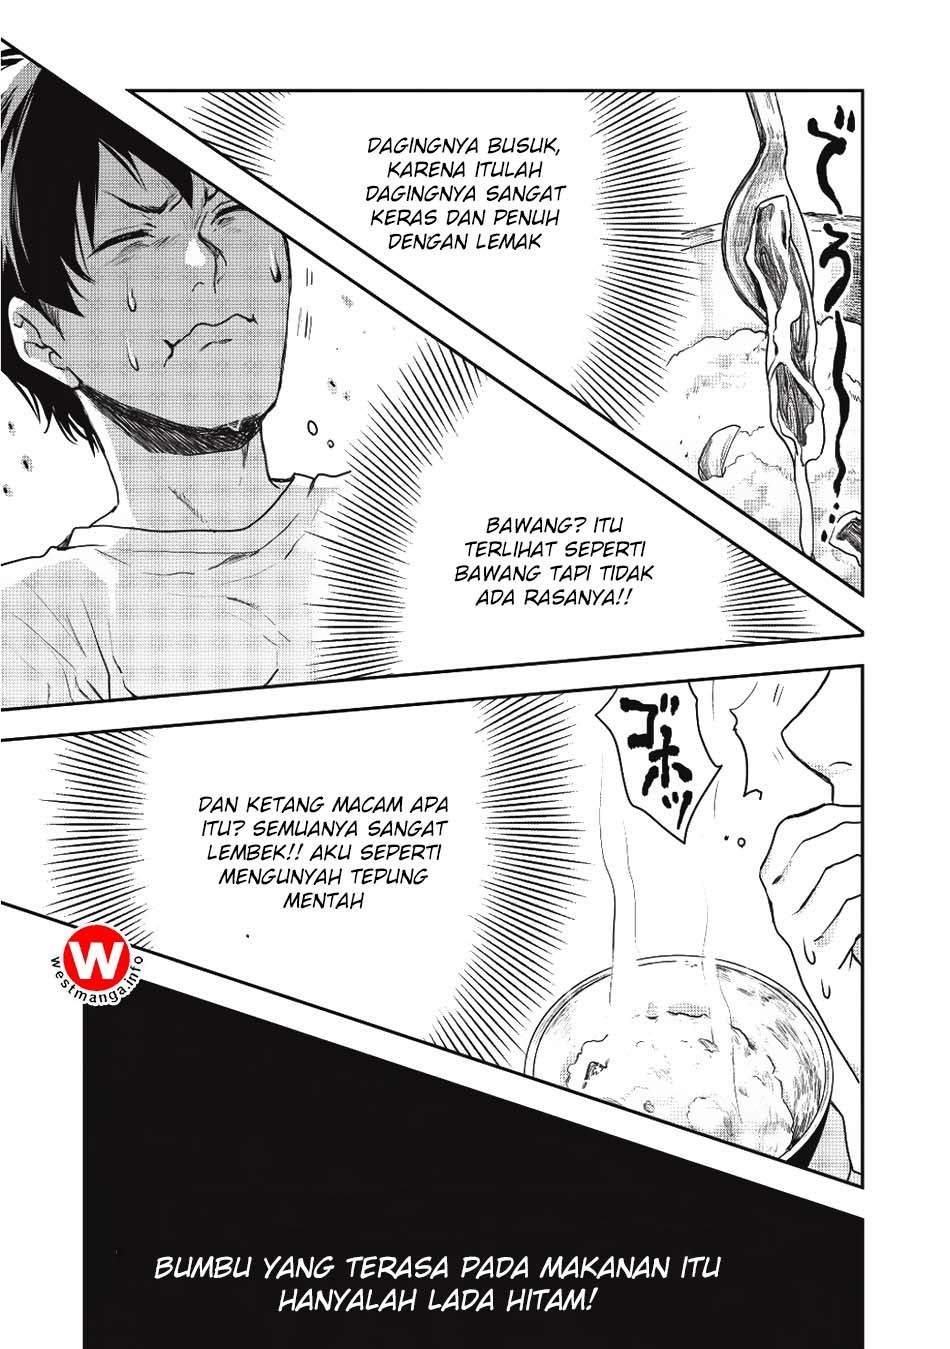 DAGINGNYA BUSUK,
KARENA ITULAH
DAGINGNYA SANGAT
KERAS DAN PENUH
DENGAN LEMAK
でろー…
BAWANG? ITU
TERLIHAT SEPERTI
BAWANG TAPI TIDAK
ADA RASANYA!!
ゴホッ
DAN KETANG MACAM APA
ITU? SEMUANYA SANGAT
LEMBEK!! AKU SEPERTI
MENGUNYAH TEPUNG
MENTAH
W
westmanga.info
BUMBU YANG TERASA PADA MAKANAN ITU
HANYALAH LADA HITAM!